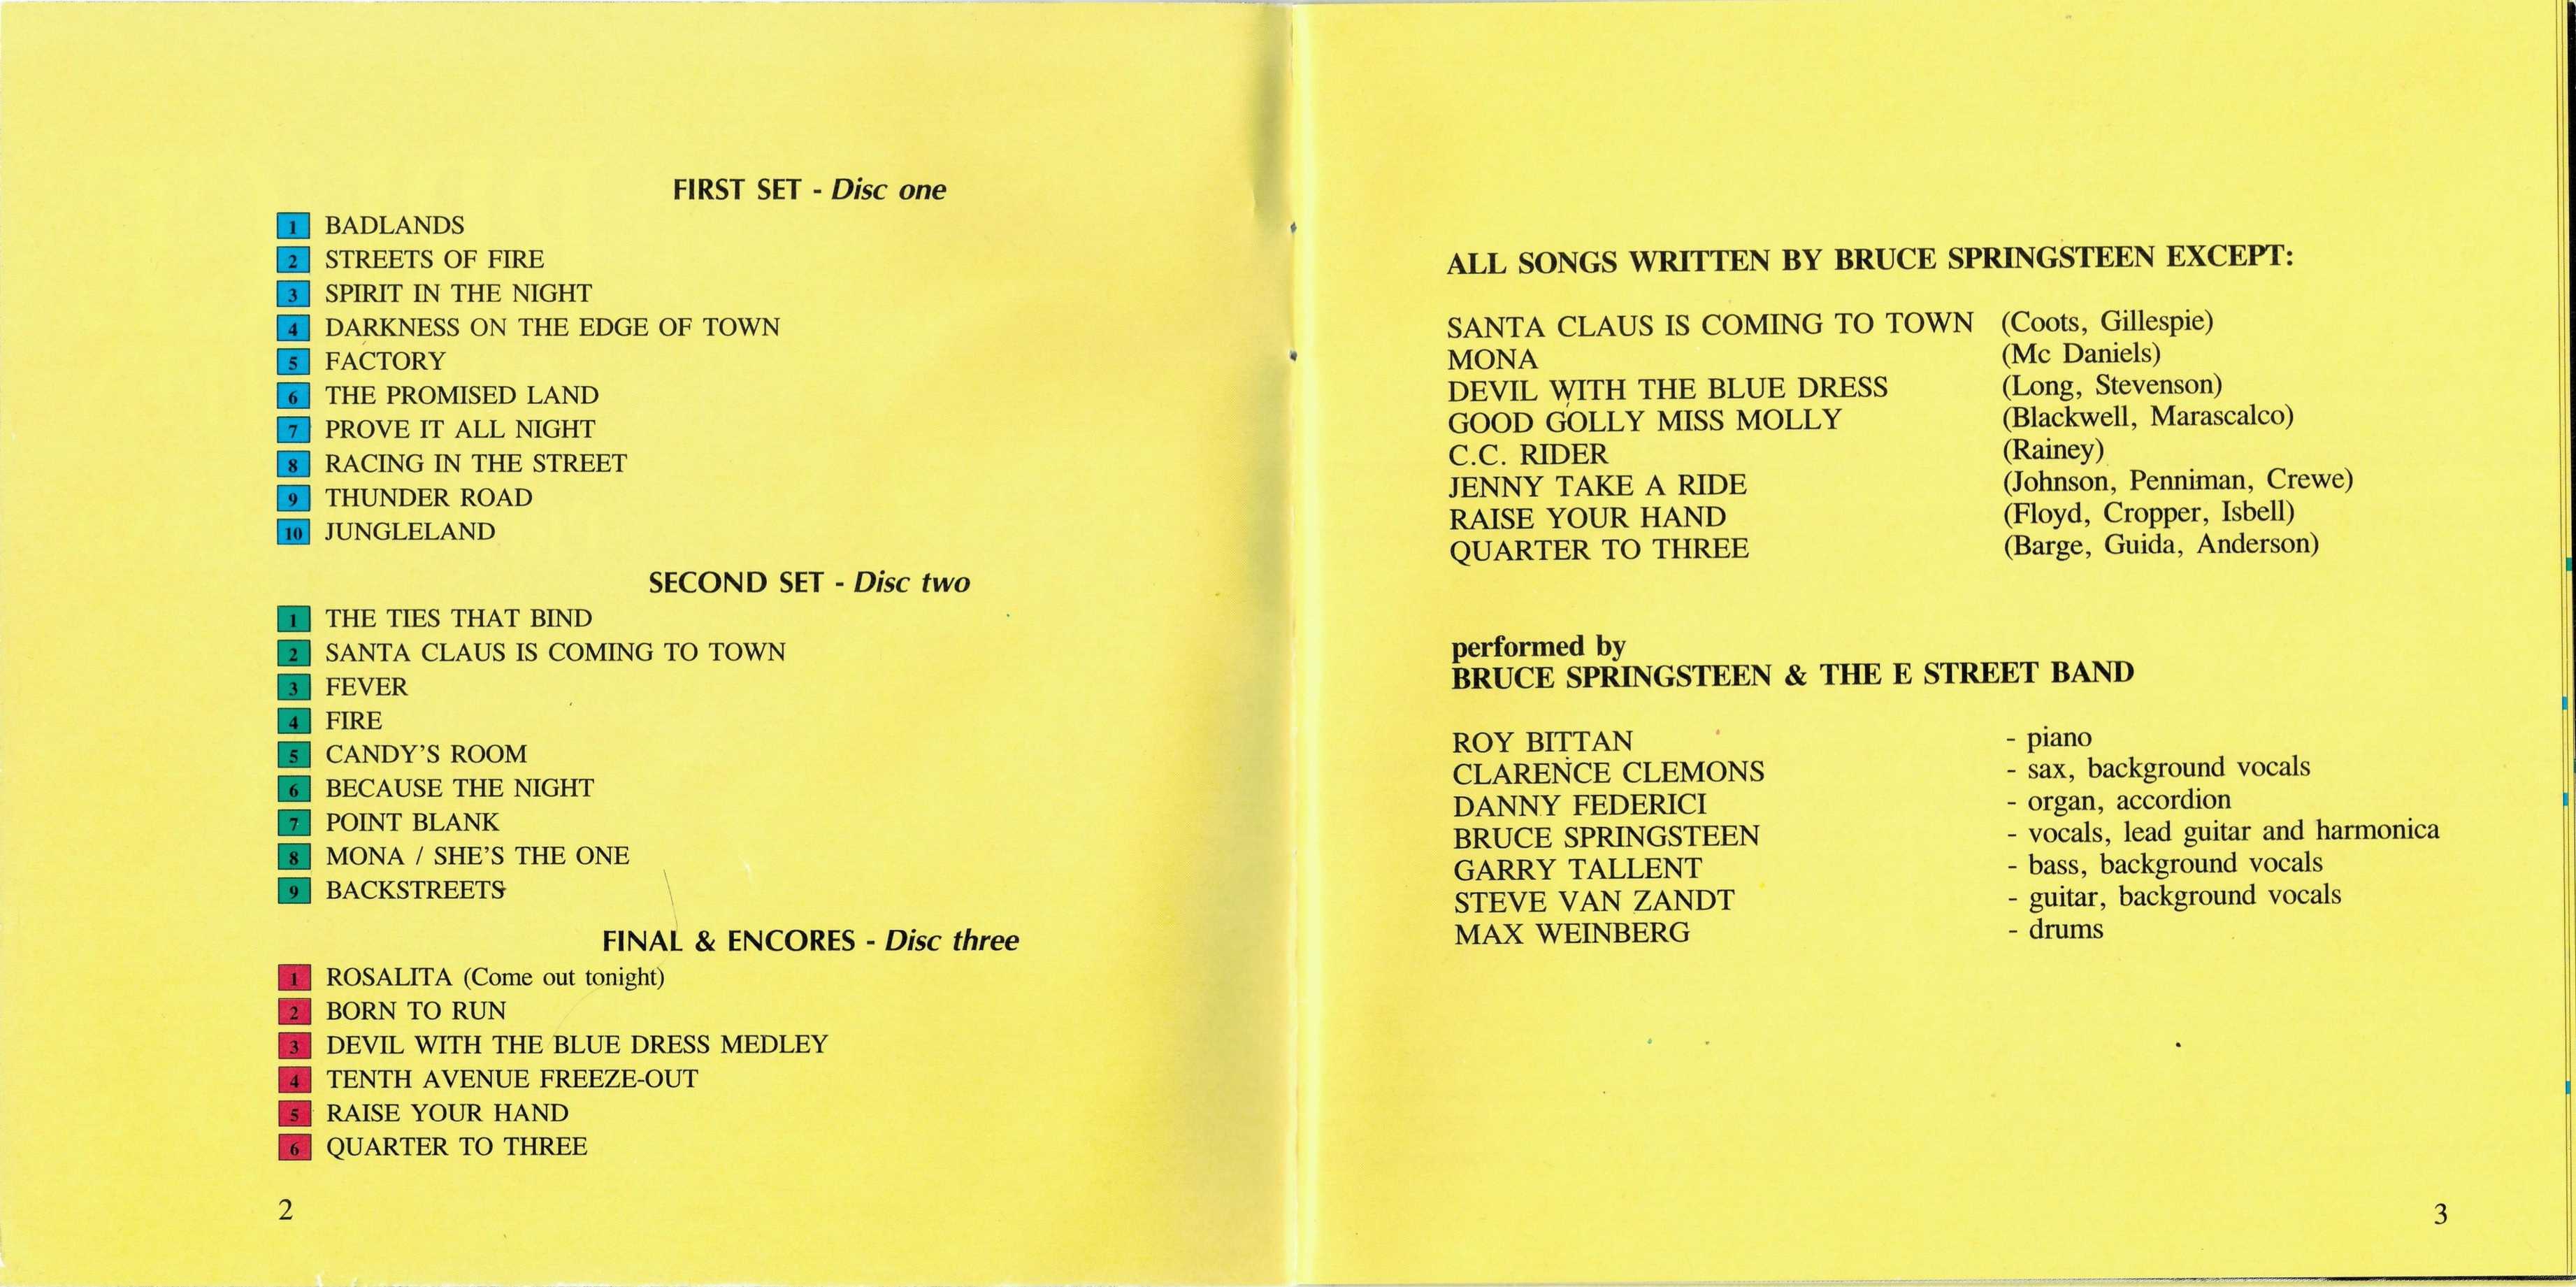 FIRST SET - Disc one
1 BADLANDS
2 STREETS OF FIRE
3 SPIRIT IN THE NIGHT
4 DARKNESS ON THE EDGE OF TOWN
5 FACTORY
6 THE PROMISED LAND
7 PROVE IT ALL NIGHT
8 RACING IN THE STREET
9 THUNDER ROAD
10 JUNGLELAND
SECOND SET - Disc two
1 THE TIES THAT BIND
2 SANTA CLAUS IS COMING TO TOWN
3 FEVER
4 FIRE
5 CANDY'S ROOM
6 BECAUSE THE NIGHT
7 POINT BLANK
8 MONA / SHE'S THE ONE
9 BACKSTREETS
FINAL & ENCORES - Disc three
1 ROSALITA (Come out tonight)
2 BORN TO RUN
3 DEVIL WITH THE BLUE DRESS MEDLEY
4 TENTH AVENUE FREEZE-OUT
5 RAISE YOUR HAND
6 QUARTER TO THREE
2
ALL SONGS WRITTEN BY BRUCE SPRINGSTEEN EXCEPT:
SANTA CLAUS IS COMING TO TOWN (Coots, Gillespie)
MONA (Mc Daniels)
DEVIL WITH THE BLUE DRESS (Long, Stevenson)
GOOD GOLLY MISS MOLLY (Blackwell, Marascalco)
C.C. RIDER (Rainey)
JENNY TAKE A RIDE (Johnson, Penniman, Crewe)
RAISE YOUR HAND (Floyd, Cropper, Isbell)
QUARTER TO THREE (Barge, Guida, Anderson)
performed by
BRUCE SPRINGSTEEN & THE E STREET BAND
ROY BITTAN - piano
CLARENCE CLEMONS - sax, background vocals
DANNY FEDERICI - organ, accordion
BRUCE SPRINGSTEEN - vocals, lead guitar and harmonica
GARRY TALLENT - bass, background vocals
STEVE VAN ZANDT - guitar, background vocals
MAX WEINBERG - drums
3